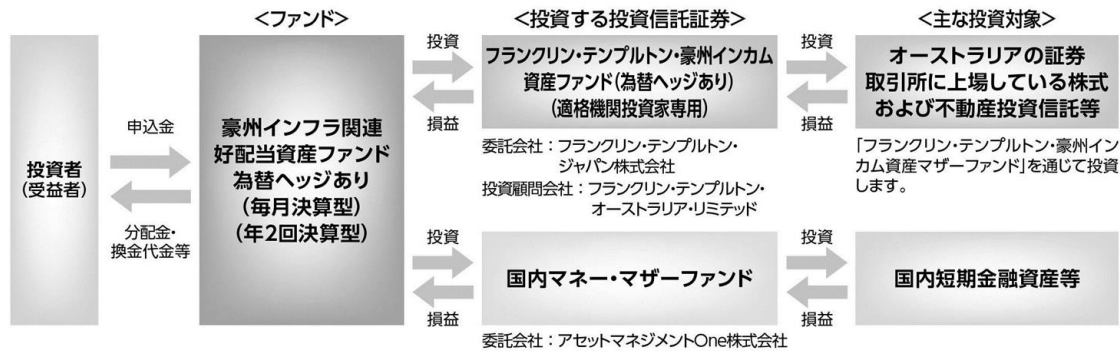 <ファンド>
<投資する投資信託証券>
<主な投資対象>
投資者
(受益者)
申込金
分配金・
換金代金等
豪州インフラ関連
好配当資産ファンド
為替ヘッジあり
(毎月決算型)
(年2回決算型)
投資
損益
フランクリン・テンプルトン・豪州インカム
資産ファンド(為替ヘッジあり)
(適格機関投資家専用)
委託会社:フランクリン・テンプルトン・
ジャパン株式会社
投資顧問会社:フランクリン・テンプルトン・
オーストラリア・リミテッド
投資
損益
オーストラリアの証券
取引所に上場している株式
および不動産投資信託等
「フランクリン・テンプルトン・豪州イン
カム資産マザーファンド」を通じて投資
します。
投資
損益
国内マネー・マザーファンド
委託会社:アセットマネジメントOne株式会社
投資
損益
国内短期金融資産等